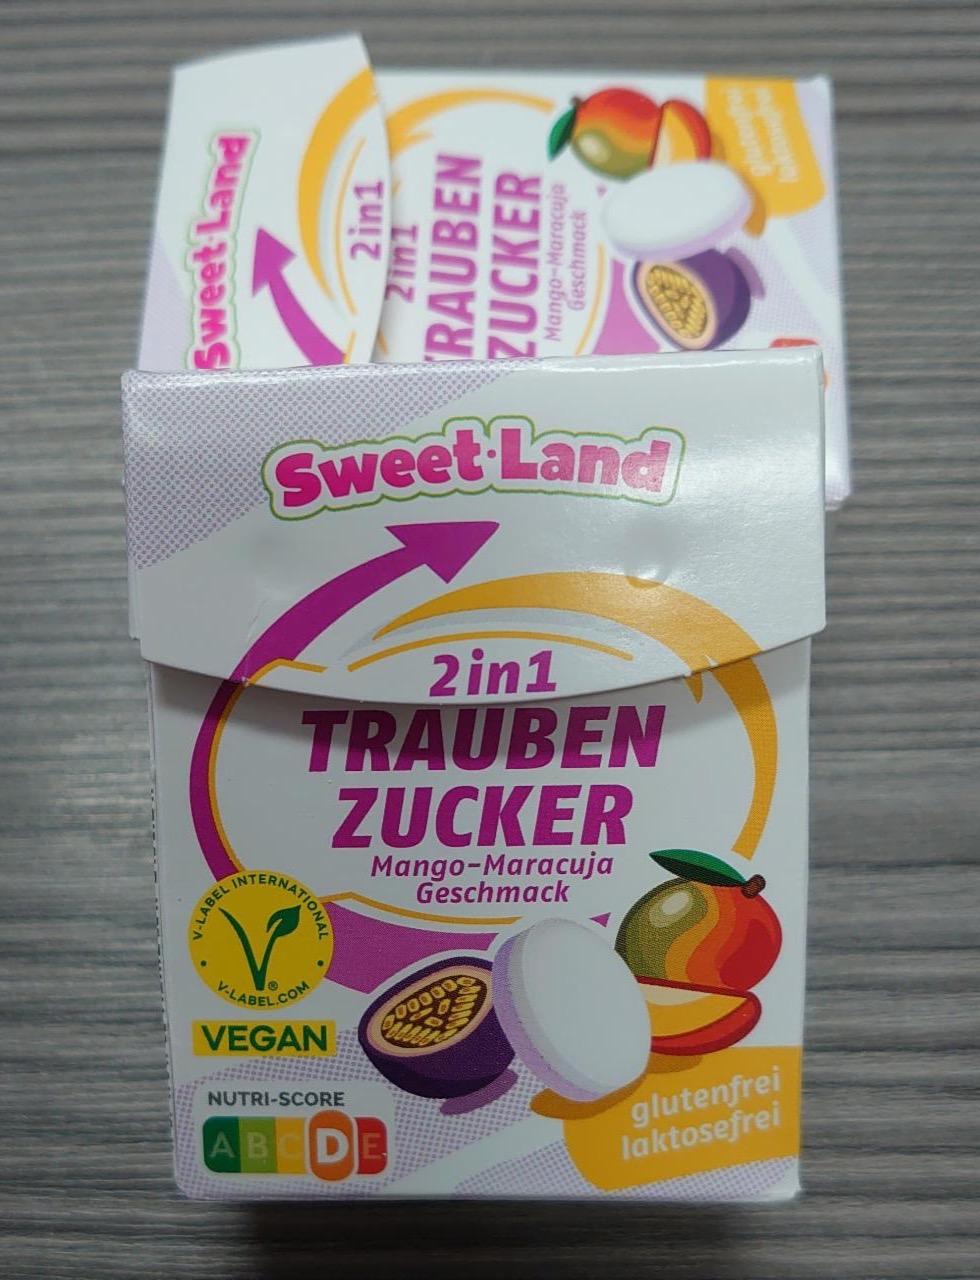 Sweet·Land
2in1
2in1
TRAUBEN
ZUCKER
Mango-Maracuja
Geschmack
glutenfrei
laktosefrei
Sweet·Land
2in1
TRAUBEN
ZUCKER
Mango-Maracuja
Geschmack
V-LABEL INTERNATIONAL
V-LABEL.COM
®
VEGAN
NUTRI-SCORE
A B C D E
glutenfrei
laktosefrei